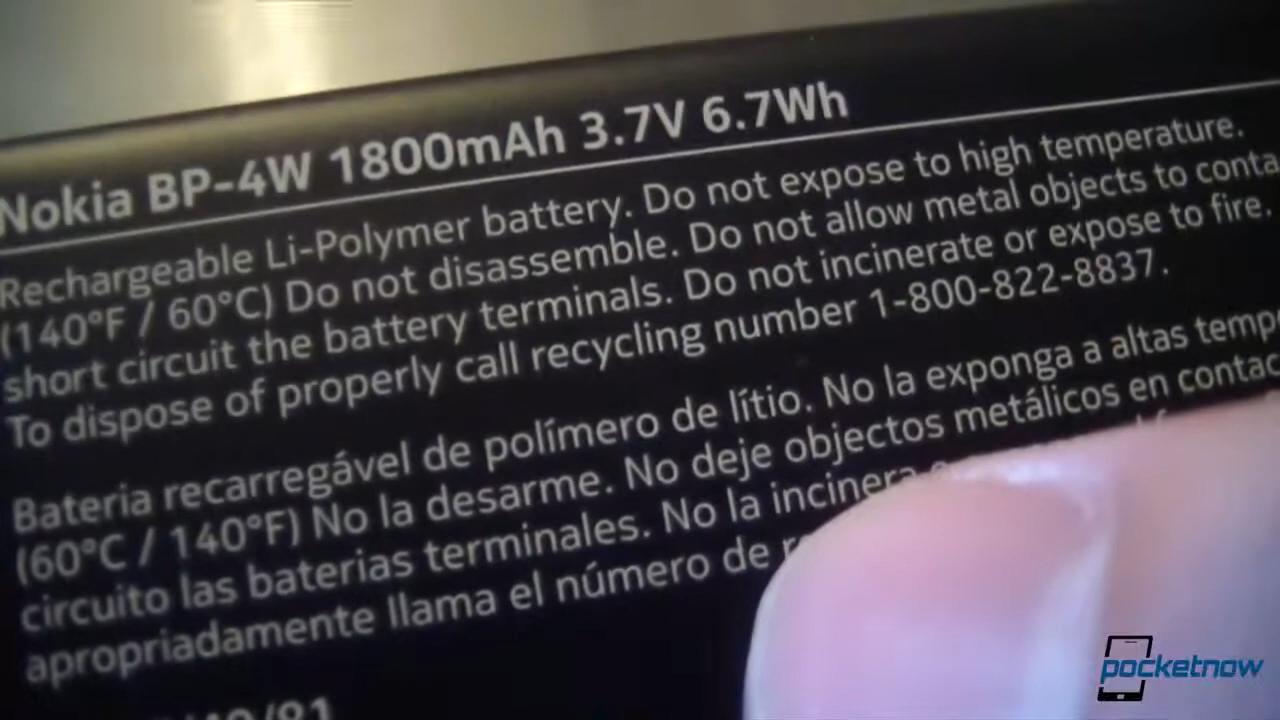 Nokia BP-4W 1800mAh 3.7V 6.7Wh
Rechargeable Li-Polymer battery. Do not expose to high temperature.
(140°F / 60°C) Do not disassemble. Do not allow metal objects to conta
short circuit the battery terminals. Do not incinerate or expose to fire.
To dispose of properly call recycling number 1-800-822-8837.
Bateria recarregável de polímero de lítio. No la exponga a altas temp
(60°C / 140°F) No la desarme. No deje objectos metálicos en contac
circuito las baterias terminales. No la incinera
apropriadamente llama el número de
pocketnow